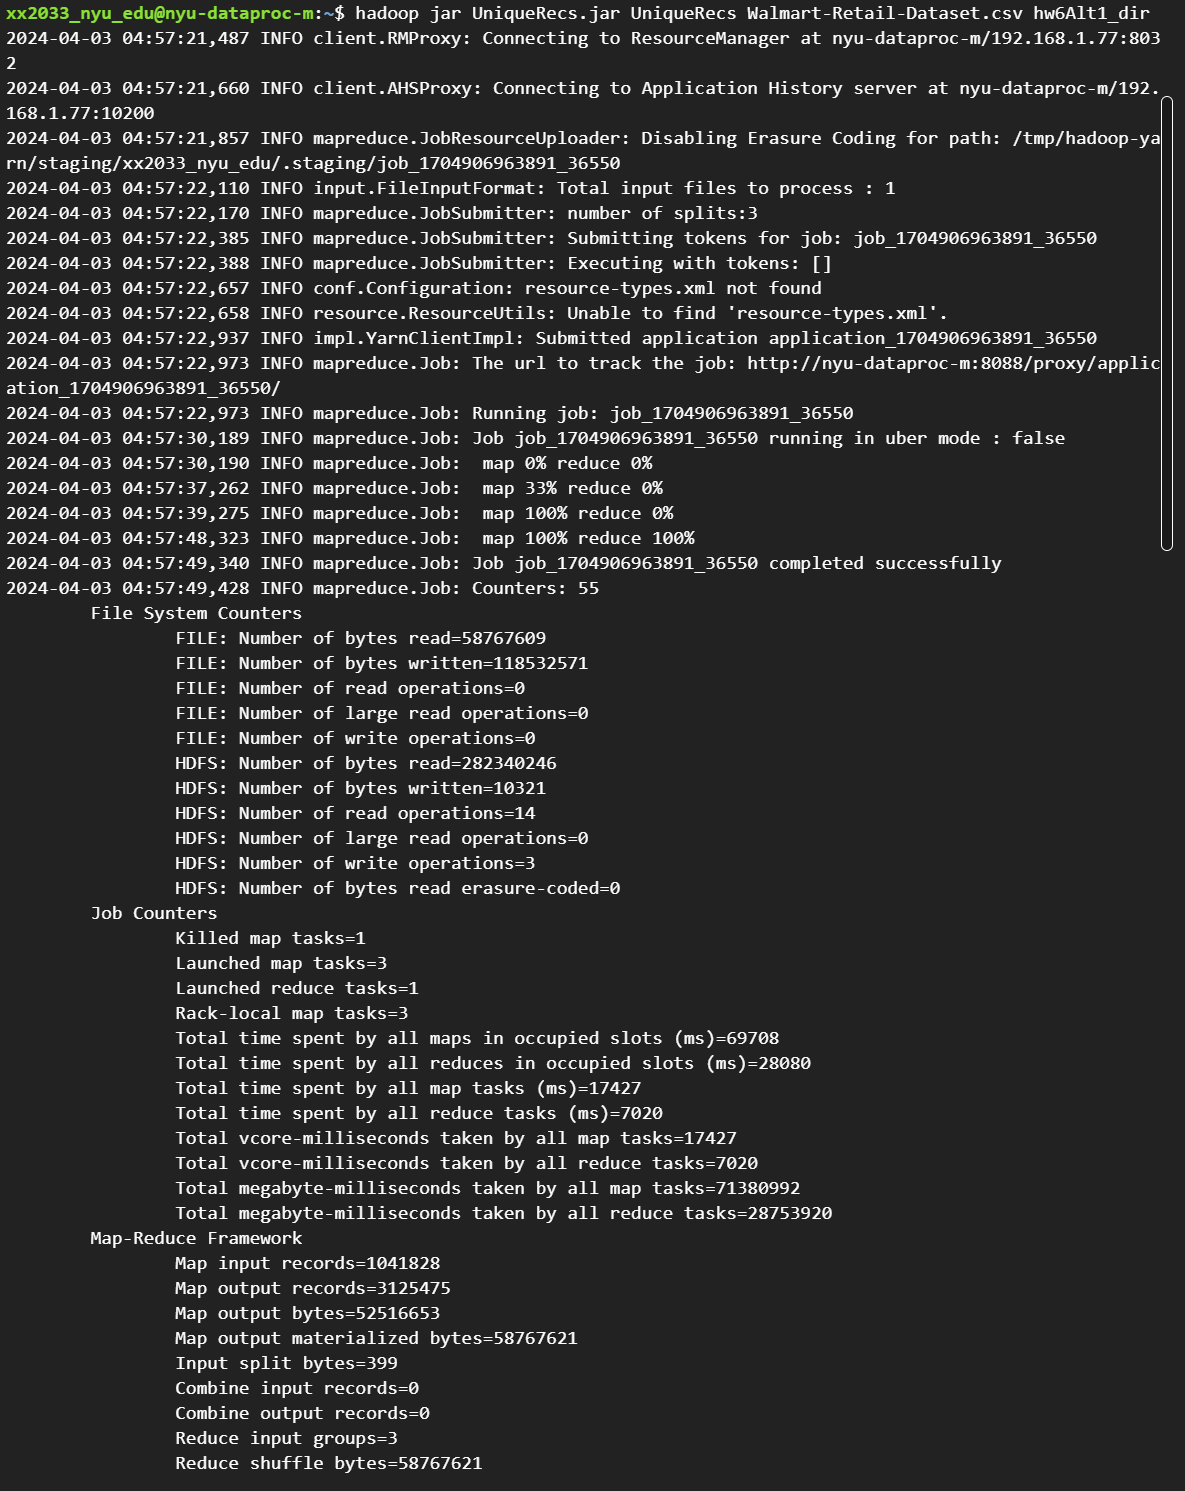 xx2033_nyu_edu@nyu-dataproc-m:~$ hadoop jar UniqueRecs.jar UniqueRecs Walmart-Retail-Dataset.csv hw6Alt1_dir
2024-04-03 04:57:21,487 INFO client.RMProxy: Connecting to ResourceManager at nyu-dataproc-m/192.168.1.77:803
2
2024-04-03 04:57:21,660 INFO client.AHSProxy: Connecting to Application History server at nyu-dataproc-m/192.
168.1.77:10200
2024-04-03 04:57:21,857 INFO mapreduce.JobResourceUploader: Disabling Erasure Coding for path: /tmp/hadoop-ya
rn/staging/xx2033_nyu_edu/.staging/job_1704906963891_36550
2024-04-03 04:57:22,110 INFO input.FileInputFormat: Total input files to process : 1
2024-04-03 04:57:22,170 INFO mapreduce.JobSubmitter: number of splits:3
2024-04-03 04:57:22,385 INFO mapreduce.JobSubmitter: Submitting tokens for job: job_1704906963891_36550
2024-04-03 04:57:22,388 INFO mapreduce.JobSubmitter: Executing with tokens: []
2024-04-03 04:57:22,657 INFO conf.Configuration: resource-types.xml not found
2024-04-03 04:57:22,658 INFO resource.ResourceUtils: Unable to find 'resource-types.xml'.
2024-04-03 04:57:22,937 INFO impl.YarnClientImpl: Submitted application application_1704906963891_36550
2024-04-03 04:57:22,973 INFO mapreduce.Job: The url to track the job: http://nyu-dataproc-m:8088/proxy/applic
ation_1704906963891_36550/
2024-04-03 04:57:22,973 INFO mapreduce.Job: Running job: job_1704906963891_36550
2024-04-03 04:57:30,189 INFO mapreduce.Job: Job job_1704906963891_36550 running in uber mode : false
2024-04-03 04:57:30,190 INFO mapreduce.Job:  map 0% reduce 0%
2024-04-03 04:57:37,262 INFO mapreduce.Job:  map 33% reduce 0%
2024-04-03 04:57:39,275 INFO mapreduce.Job:  map 100% reduce 0%
2024-04-03 04:57:48,323 INFO mapreduce.Job:  map 100% reduce 100%
2024-04-03 04:57:49,340 INFO mapreduce.Job: Job job_1704906963891_36550 completed successfully
2024-04-03 04:57:49,428 INFO mapreduce.Job: Counters: 55
File System Counters
FILE: Number of bytes read=58767609
FILE: Number of bytes written=118532571
FILE: Number of read operations=0
FILE: Number of large read operations=0
FILE: Number of write operations=0
HDFS: Number of bytes read=282340246
HDFS: Number of bytes written=10321
HDFS: Number of read operations=14
HDFS: Number of large read operations=0
HDFS: Number of write operations=3
HDFS: Number of bytes read erasure-coded=0
Job Counters
Killed map tasks=1
Launched map tasks=3
Launched reduce tasks=1
Rack-local map tasks=3
Total time spent by all maps in occupied slots (ms)=69708
Total time spent by all reduces in occupied slots (ms)=28080
Total time spent by all map tasks (ms)=17427
Total time spent by all reduce tasks (ms)=7020
Total vcore-milliseconds taken by all map tasks=17427
Total vcore-milliseconds taken by all reduce tasks=7020
Total megabyte-milliseconds taken by all map tasks=71380992
Total megabyte-milliseconds taken by all reduce tasks=28753920
Map-Reduce Framework
Map input records=1041828
Map output records=3125475
Map output bytes=52516653
Map output materialized bytes=58767621
Input split bytes=399
Combine input records=0
Combine output records=0
Reduce input groups=3
Reduce shuffle bytes=58767621